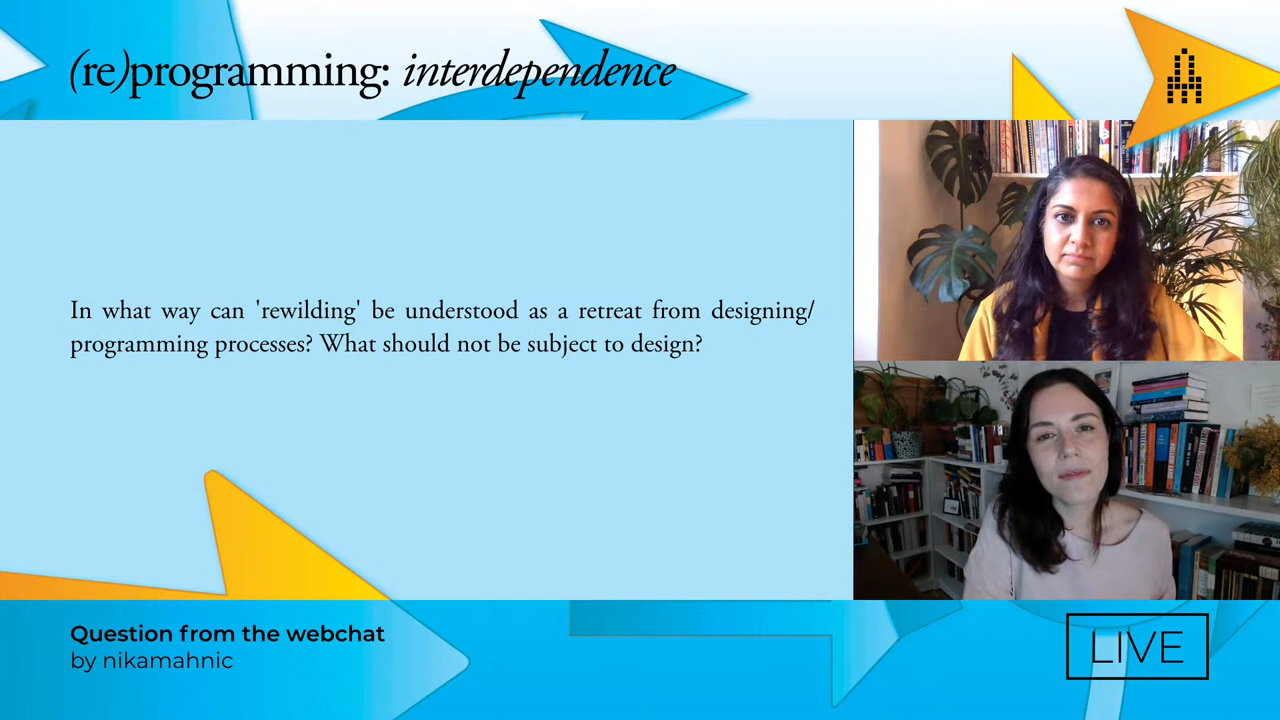 (re)programming: interdependence
In what way can 'rewilding' be understood as a retreat from designing/
programming processes? What should not be subject to design?
Question from the webchat
by nikamahnic
LIVE